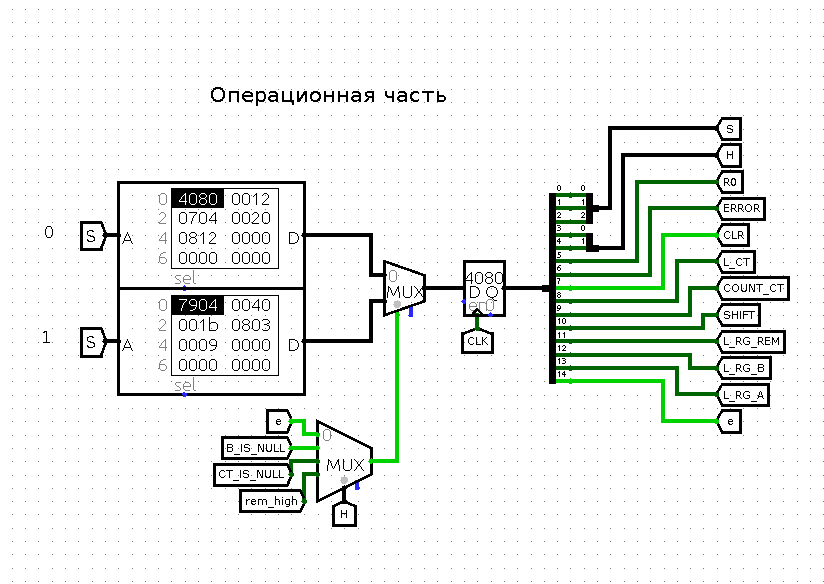 Операционная часть
0
S
A
0 4080 0012
2 0704 0020
4 0812 0000
6 0000 0000
D
sel
1
S
A
0 7904 0040
2 001b 0803
4 0009 0000
6 0000 0000
D
sel
0
MUX
4080
D Q
en 0
CLK
0
1
2
3
4
5
6
7
8
9
10
11
12
13
14
0
1
2
0
1
S
H
R0
ERROR
CLR
L_CT
COUNT_CT
SHIFT
L_RG_REM
L_RG_B
L_RG_A
e
e
B_IS_NULL
CT_IS_NULL
rem_high
0
MUX
H